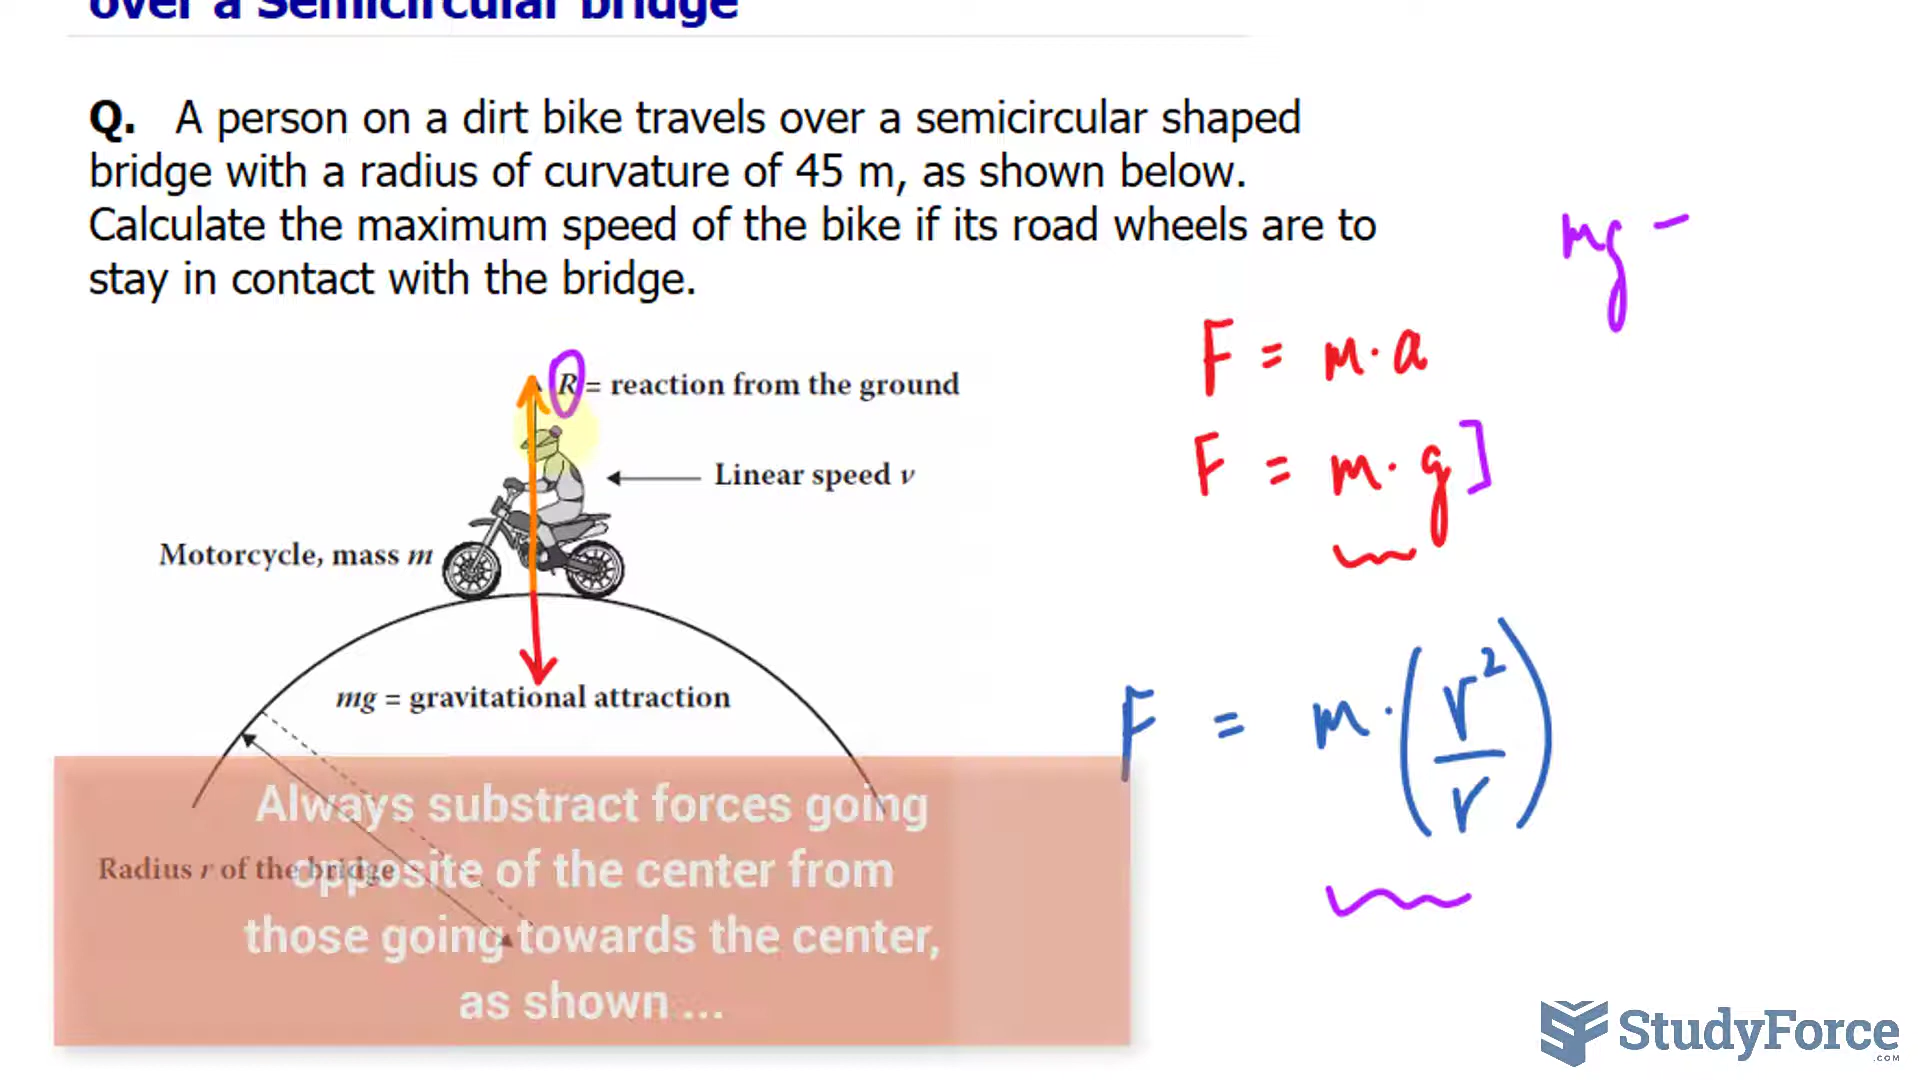 over a Semicircular bridge
Q. A person on a dirt bike travels over a semicircular shaped
bridge with a radius of curvature of 45 m, as shown below.
Calculate the maximum speed of the bike if its road wheels are to
stay in contact with the bridge.
mg -
F = m · a
F = m · g]
R = reaction from the ground
Linear speed v
Motorcycle, mass m
mg = gravitational attraction
F = m · (v²/r)
Radius r of the bridge
Always substract forces going
opposite of the center from
those going towards the center,
as shown ...
SF StudyForce
.COM